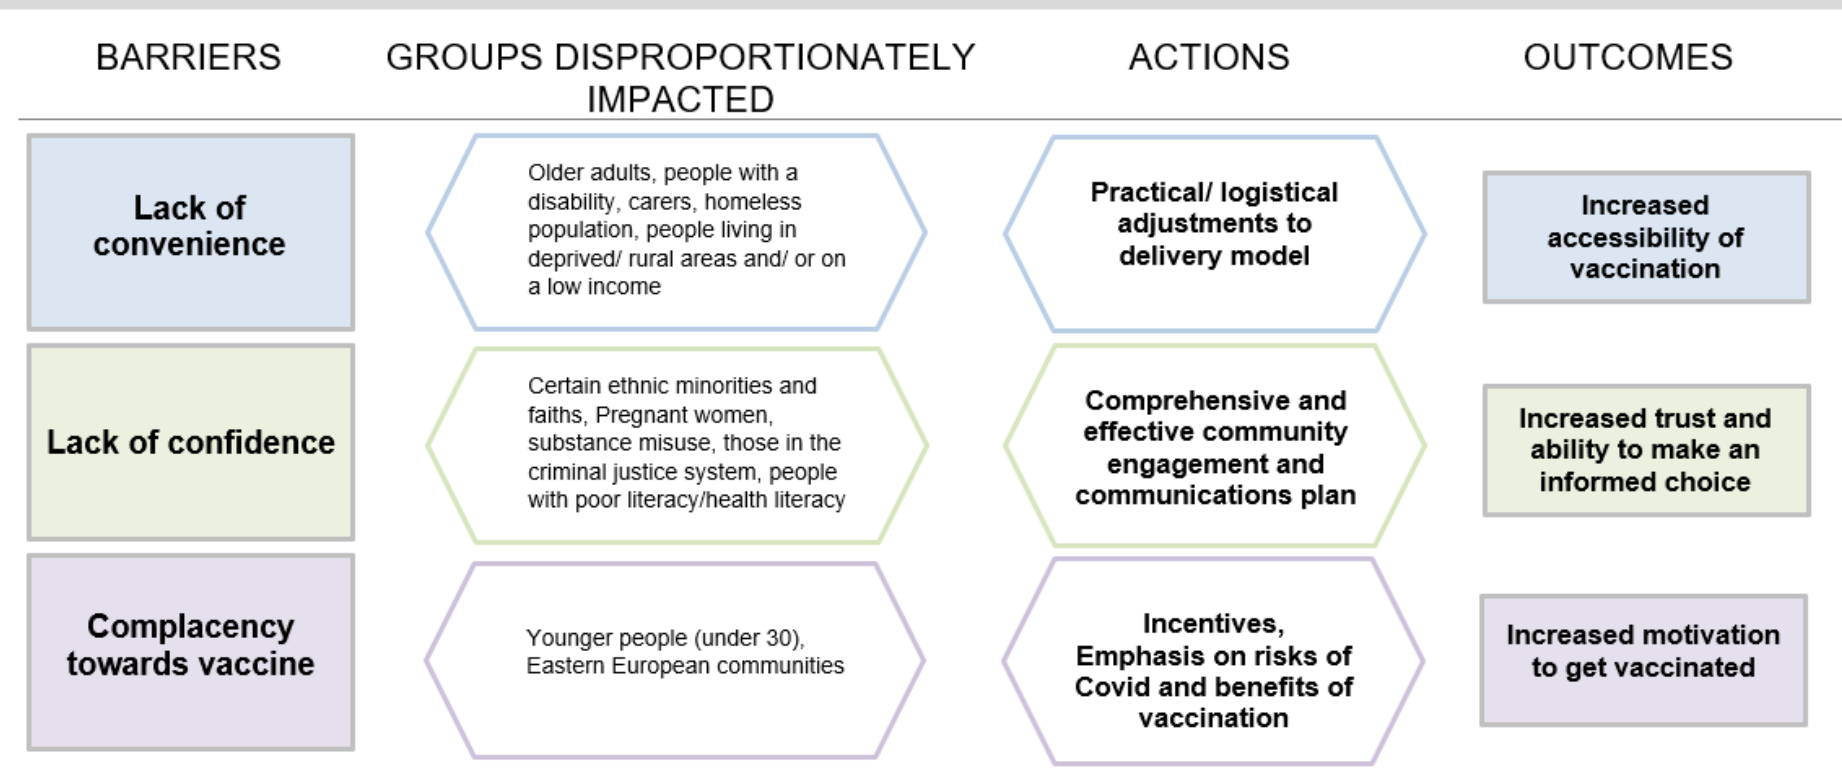 BARRIERS
GROUPS DISPROPORTIONATELY
IMPACTED
ACTIONS
OUTCOMES
Lack of
convenience
Older adults, people with a
disability, carers, homeless
population, people living in
deprived/ rural areas and/ or on
a low income
Practical/ logistical
adjustments to
delivery model
Increased
accessibility of
vaccination
Lack of confidence
Certain ethnic minorities and
faiths, Pregnant women,
substance misuse, those in the
criminal justice system, people
with poor literacy/health literacy
Comprehensive and
effective community
engagement and
communications plan
Increased trust and
ability to make an
informed choice
Complacency
towards vaccine
Younger people (under 30),
Eastern European communities
Incentives,
Emphasis on risks of
Covid and benefits of
vaccination
Increased motivation
to get vaccinated